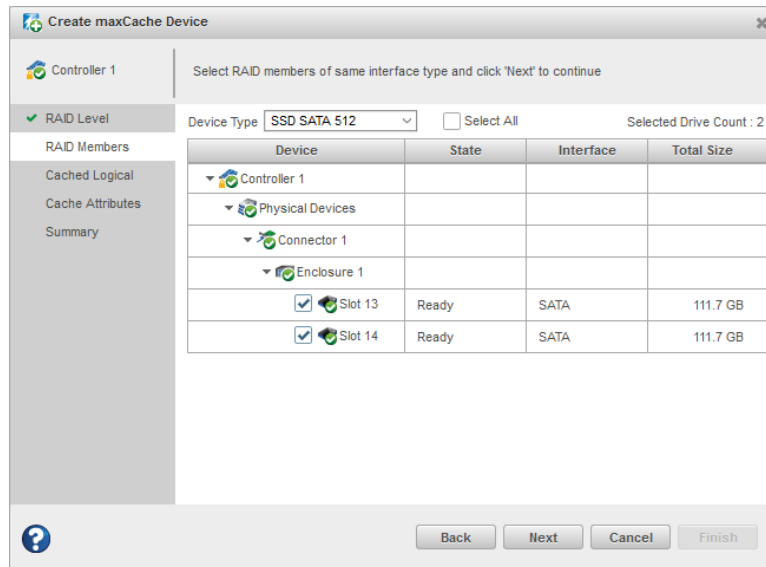 Create maxCache Device
Controller 1
Select RAID members of same interface type and click 'Next' to continue
RAID Level
RAID Members
Cached Logical
Cache Attributes
Summary
Device Type SSD SATA 512 Select All Selected Drive Count : 2
Device State Interface Total Size
Controller 1
Physical Devices
Connector 1
Enclosure 1
Slot 13 Ready SATA 111.7 GB
Slot 14 Ready SATA 111.7 GB
Back Next Cancel Finish